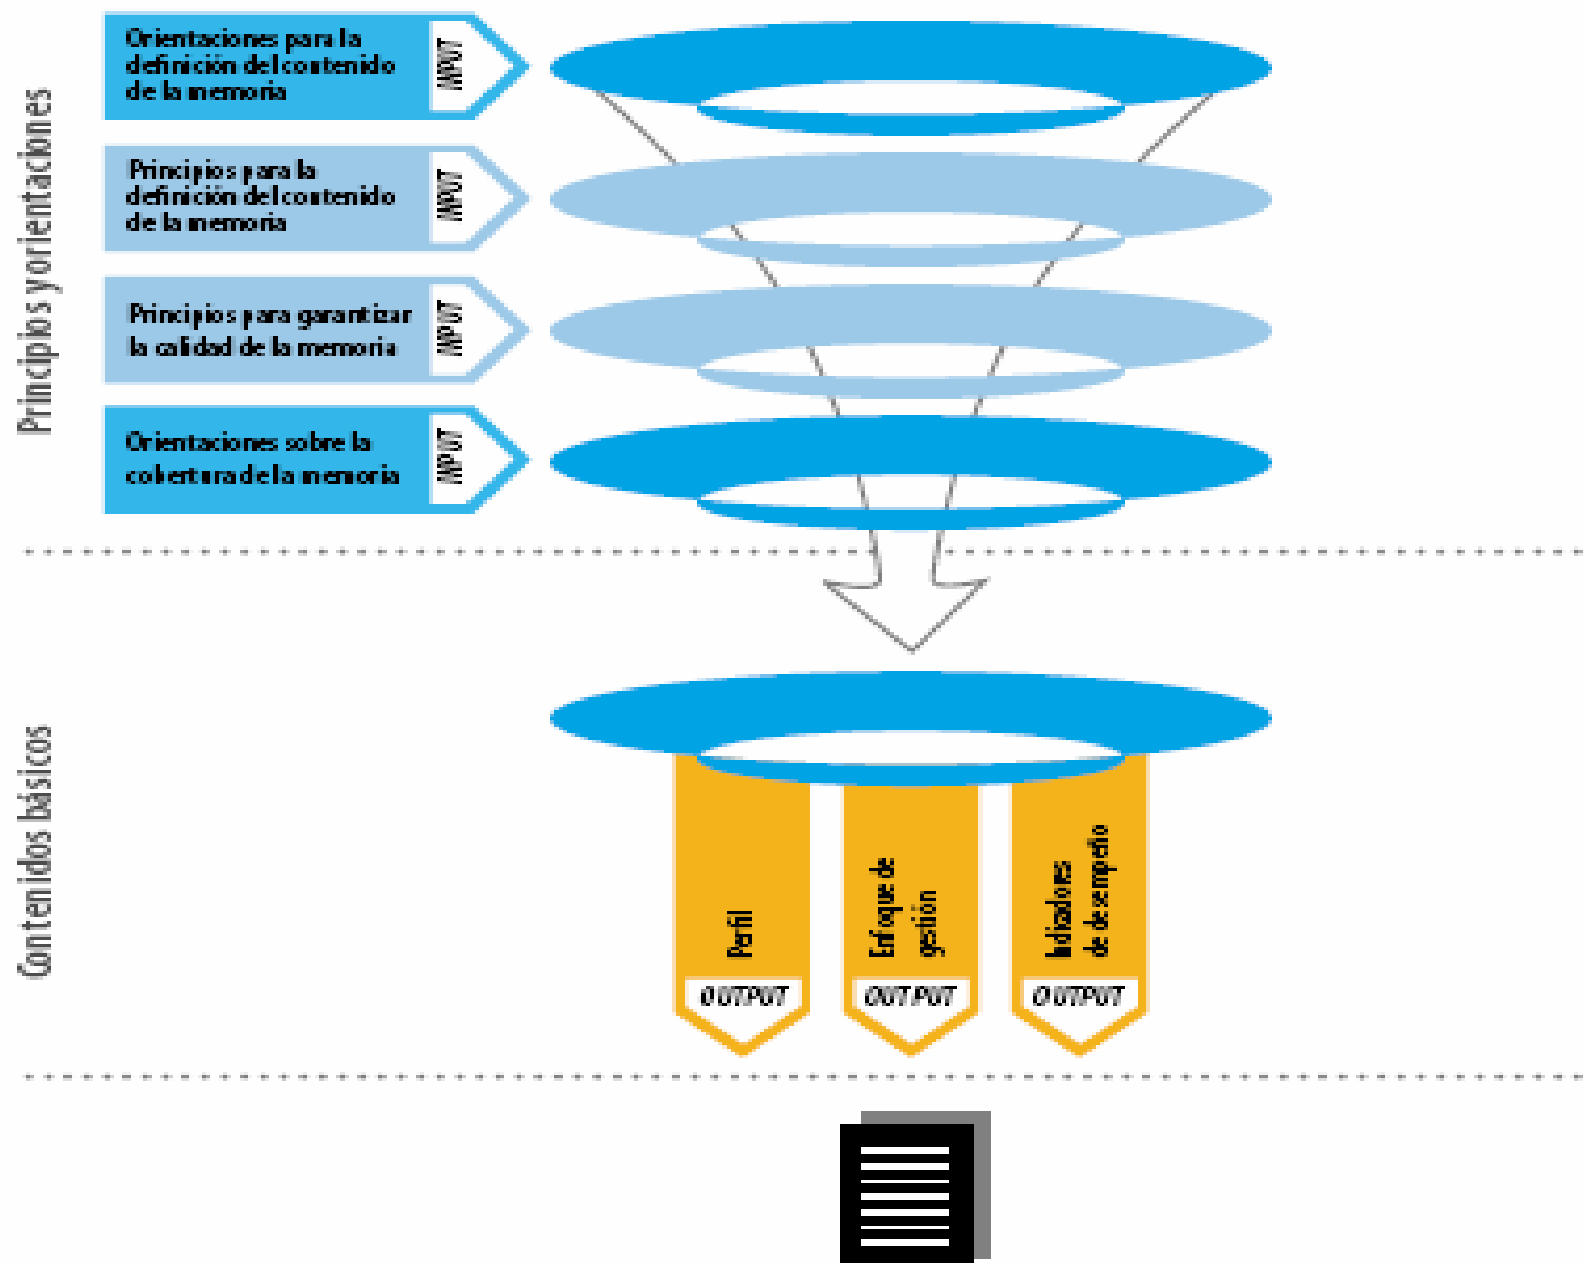 Principios y orientaciones
Orientaciones para la
definición del contenido
de la memoria
INPUT
Principios para la
definición del contenido
de la memoria
INPUT
Principios para garantizar
la calidad de la memoria
INPUT
Orientaciones sobre la
cobertura de la memoria
INPUT
Contenidos básicos
Perfil
OUTPUT
Enfoque de
gestión
OUTPUT
Indicadores
de desempeño
OUTPUT